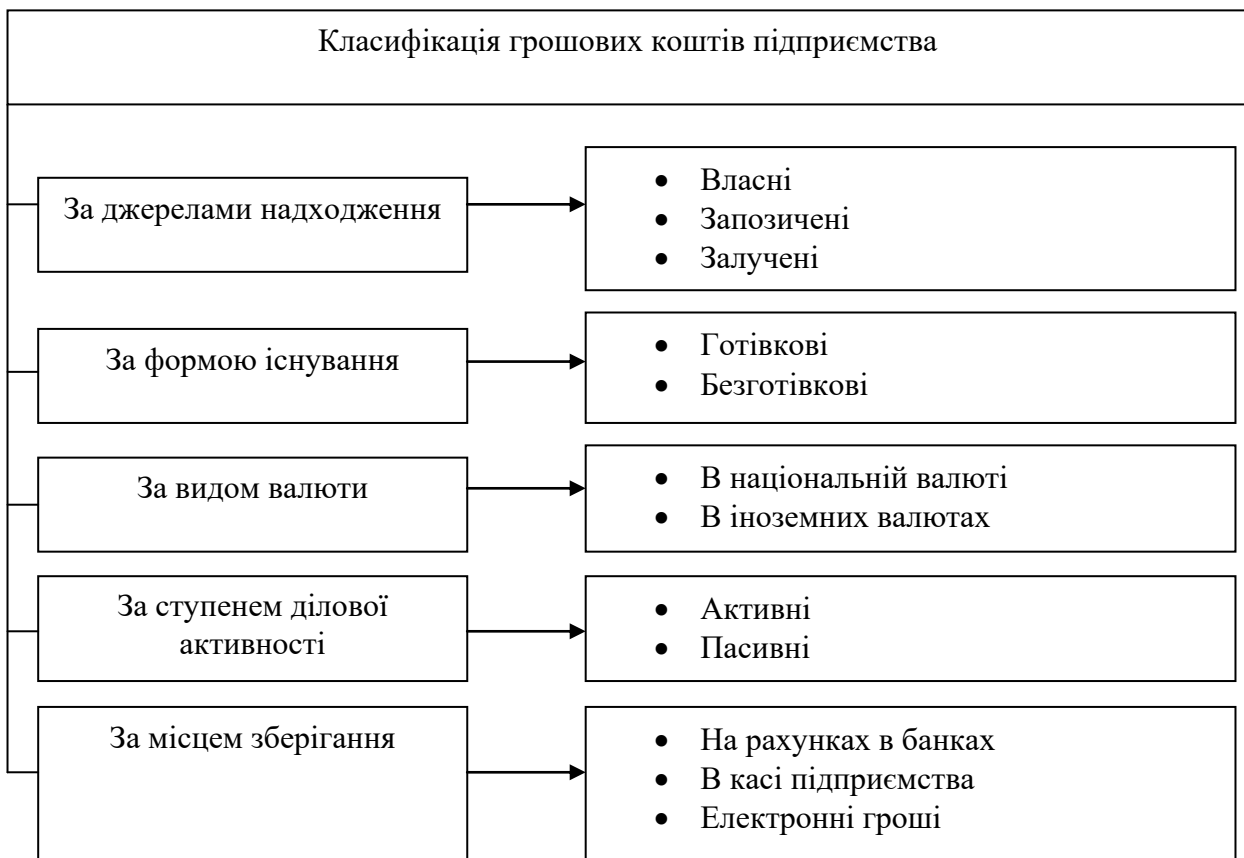 Класифікація грошових коштів підприємства
За джерелами надходження
• Власні
• Запозичені
• Залучені
За формою існування
• Готівкові
• Безготівкові
За видом валюти
• В національній валюті
• В іноземних валютах
За ступенем ділової
активності
• Активні
• Пасивні
За місцем зберігання
• На рахунках в банках
• В касі підприємства
• Електронні гроші